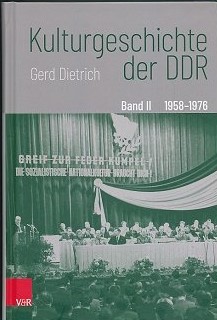 Kulturgeschichte
Gerd Dietrich
der DDR
Band II 1958–1976
GREIF ZUR FEDER KUMPEL!
DIE SOZIALISTISCHE NATIONALKULTUR BRAUCHT DICH!
V&R